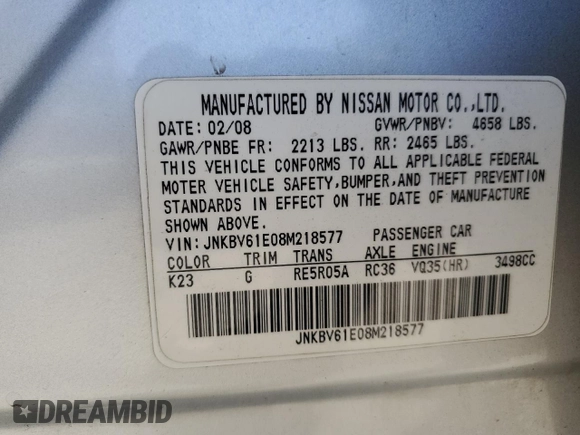 MANUFACTURED BY NISSAN MOTOR CO.,LTD.
DATE: 02/08 GVWR/PNBV: 4658 LBS.
GAWR/PNBE FR: 2213 LBS. RR: 2465 LBS.
THIS VEHICLE CONFORMS TO ALL APPLICABLE FEDERAL
MOTER VEHICLE SAFETY,BUMPER,AND THEFT PREVENTION
STANDARDS IN EFFECT ON THE DATE OF MANUFACTURE
SHOWN ABOVE.
VIN: JNKBV61E08M218577 PASSENGER CAR
COLOR TRIM TRANS AXLE ENGINE
K23 G RE5R05A RC36 VQ35(HR) 3498CC
JNKBV61E08M218577
DREAMBID